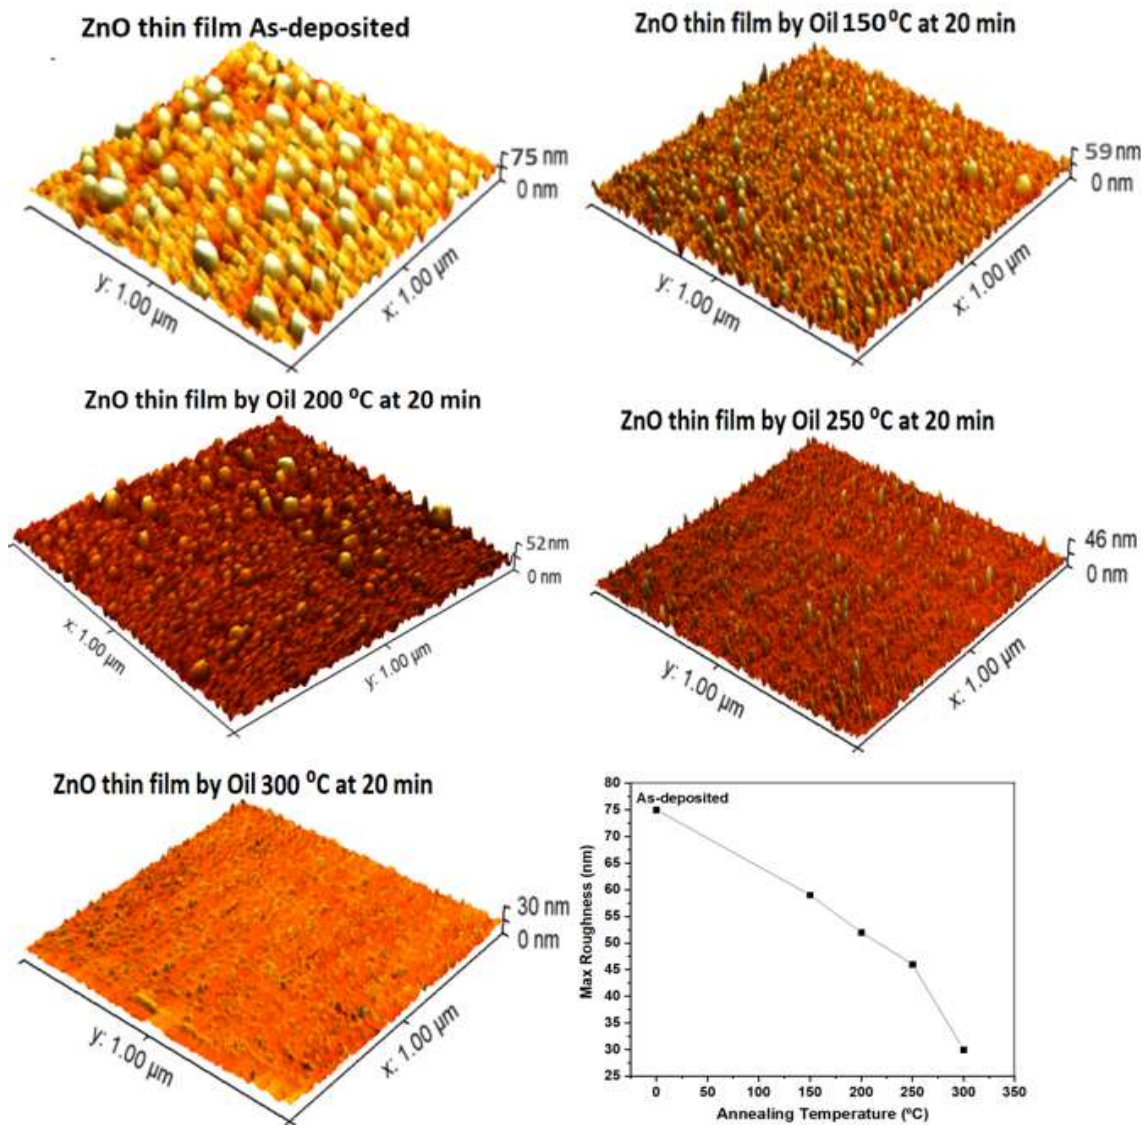 ZnO thin film As-deposited
75 nm
0 nm
y: 1.00 µm
x: 1.00 µm
ZnO thin film by Oil 150 ⁰C at 20 min
59 nm
0 nm
y: 1.00 µm
x: 1.00 µm
ZnO thin film by Oil 200 ⁰C at 20 min
52 nm
0 nm
x: 1.00 µm
y: 1.00 µm
ZnO thin film by Oil 250 ⁰C at 20 min
46 nm
0 nm
y: 1.00 µm
x: 1.00 µm
ZnO thin film by Oil 300 ⁰C at 20 min
30 nm
0 nm
y: 1.00 µm
x: 1.00 µm
As-deposited
Max Roughness (nm)
80
75
70
65
60
55
50
45
40
35
30
25
0 50 100 150 200 250 300 350
Annealing Temperature (ºC)